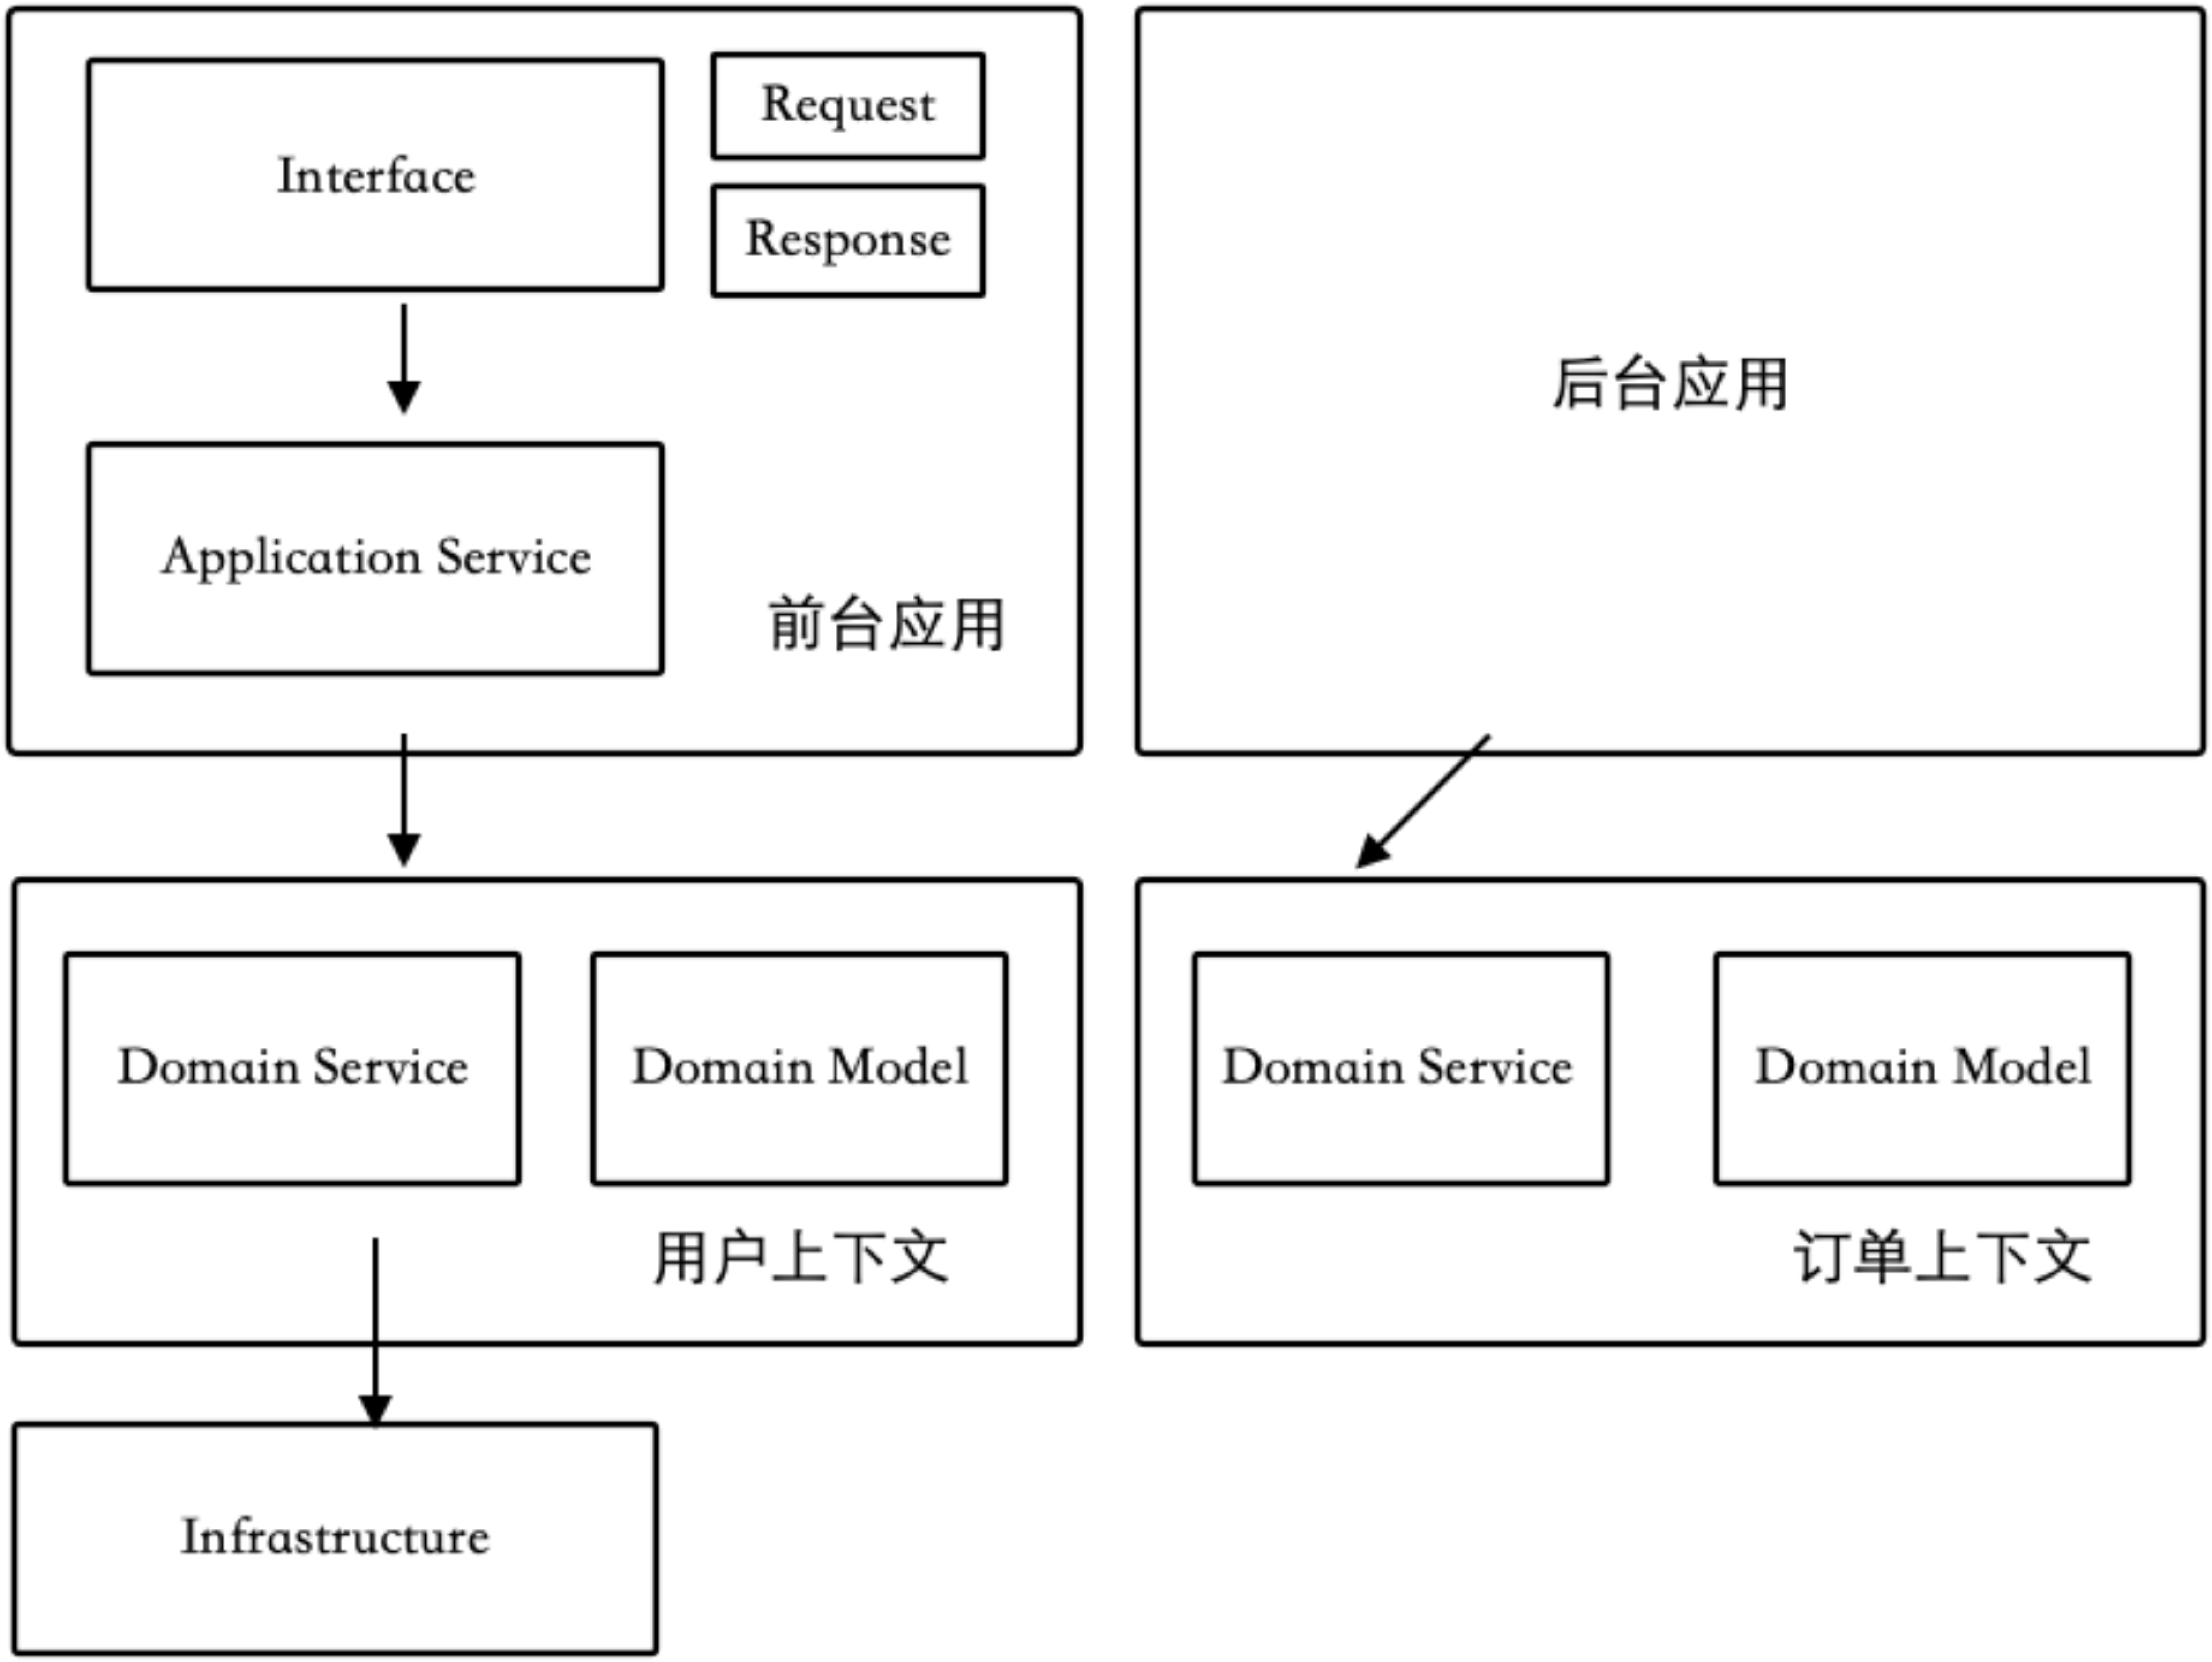 Interface
Request
Response
Application Service
前台应用
后台应用
Domain Service
Domain Model
用户上下文
Domain Service
Domain Model
订单上下文
Infrastructure